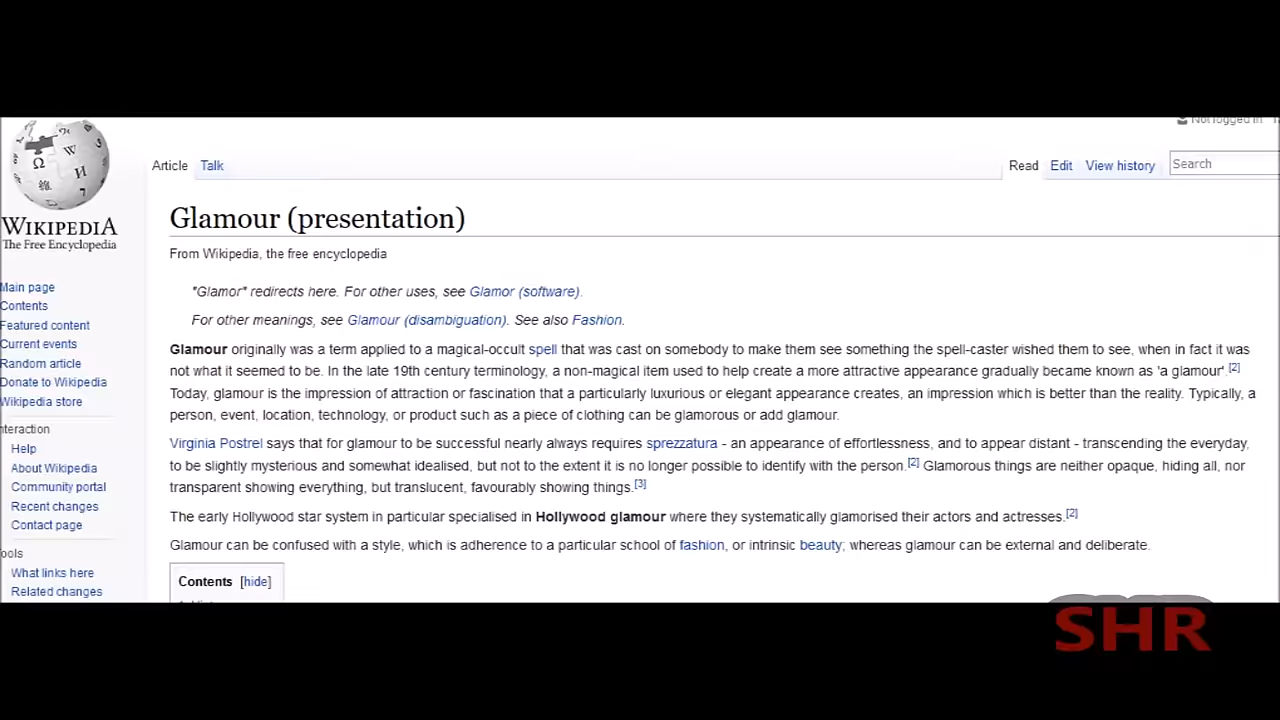 Not logged in
Article Talk Read Edit View history Search
WIKIPEDIA
The Free Encyclopedia
Glamour (presentation)
From Wikipedia, the free encyclopedia
"Glamor" redirects here. For other uses, see Glamor (software).
For other meanings, see Glamour (disambiguation). See also Fashion.
Glamour originally was a term applied to a magical-occult spell that was cast on somebody to make them see something the spell-caster wished them to see, when in fact it was
not what it seemed to be. In the late 19th century terminology, a non-magical item used to help create a more attractive appearance gradually became known as 'a glamour'.[2]
Today, glamour is the impression of attraction or fascination that a particularly luxurious or elegant appearance creates, an impression which is better than the reality. Typically, a
person, event, location, technology, or product such as a piece of clothing can be glamorous or add glamour.
Virginia Postrel says that for glamour to be successful nearly always requires sprezzatura - an appearance of effortlessness, and to appear distant - transcending the everyday,
to be slightly mysterious and somewhat idealised, but not to the extent it is no longer possible to identify with the person.[2] Glamorous things are neither opaque, hiding all, nor
transparent showing everything, but translucent, favourably showing things.[3]
The early Hollywood star system in particular specialised in Hollywood glamour where they systematically glamorised their actors and actresses.[2]
Glamour can be confused with a style, which is adherence to a particular school of fashion, or intrinsic beauty; whereas glamour can be external and deliberate.
Contents [hide]
Main page
Contents
Featured content
Current events
Random article
Donate to Wikipedia
Wikipedia store
nteraction
Help
About Wikipedia
Community portal
Recent changes
Contact page
ools
What links here
Related changes
SHR